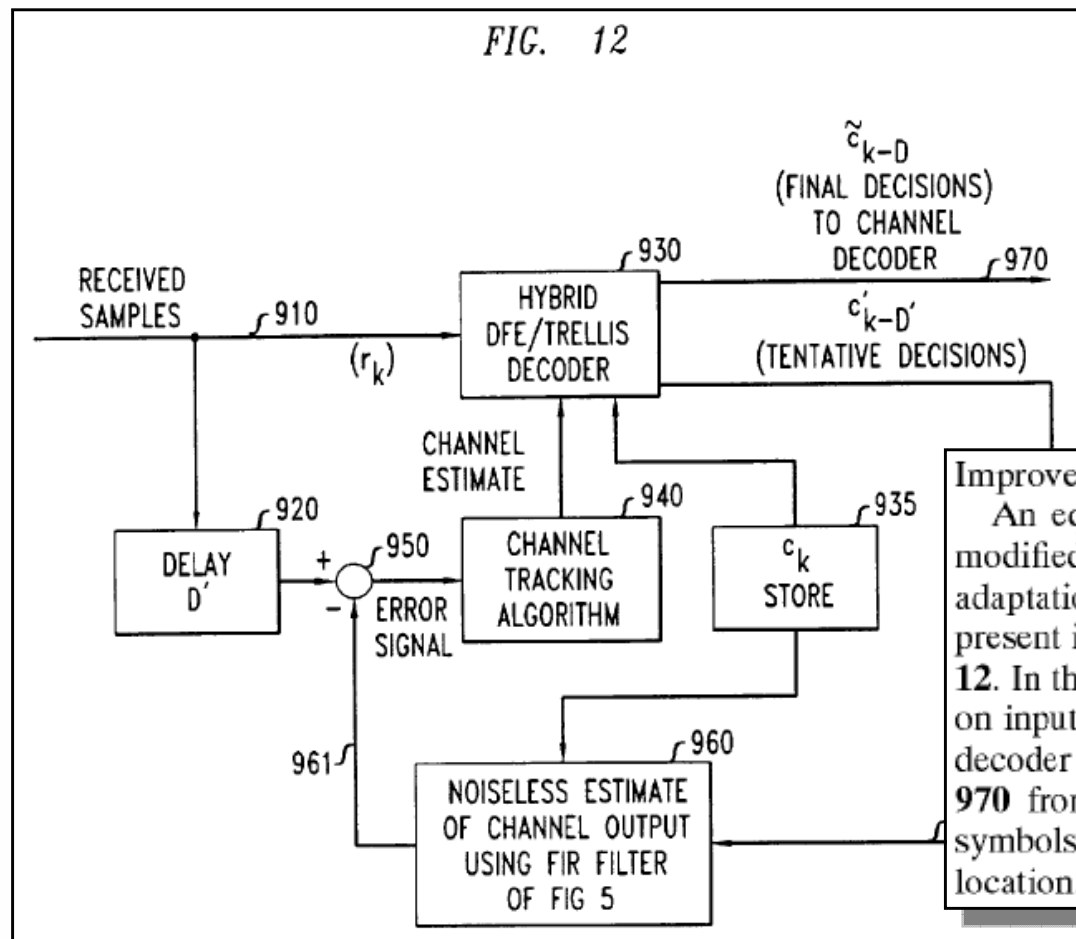 FIG. 12
c̃k-D
(FINAL DECISIONS)
TO CHANNEL
DECODER
970
930
RECEIVED
SAMPLES
910
(rk)
HYBRID
DFE/TRELLIS
DECODER
c'k-D'
(TENTATIVE DECISIONS)
CHANNEL
ESTIMATE
920
DELAY
D'
+
-
950
ERROR
SIGNAL
940
CHANNEL
TRACKING
ALGORITHM
935
ck
STORE
961
960
NOISELESS ESTIMATE
OF CHANNEL OUTPUT
USING FIR FILTER
OF FIG 5
Improve
An
modified
adaptatio
present i
12. In th
on input
decoder
970 from
symbols
location